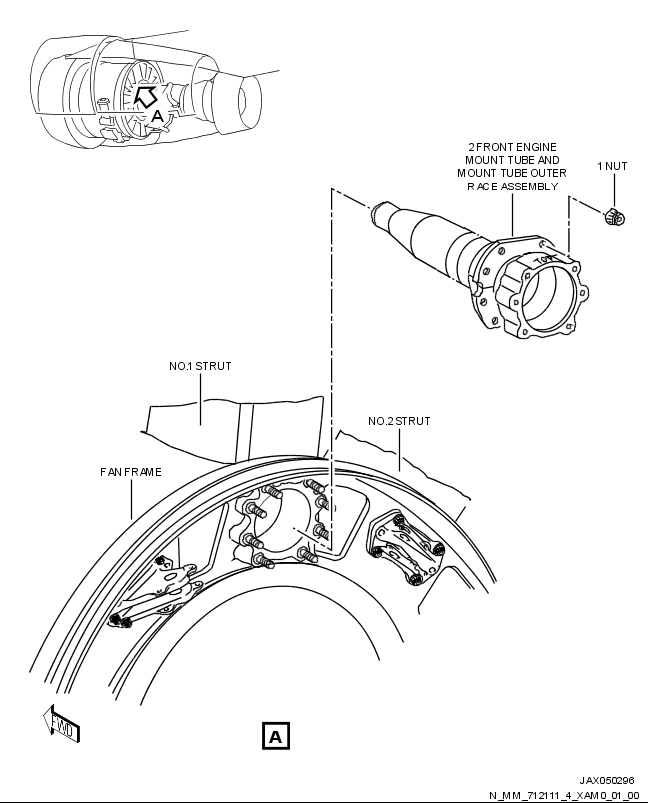 A
2 FRONT ENGINE
MOUNT TUBE AND
MOUNT TUBE OUTER
RACE ASSEMBLY
1 NUT
TOP
NO.1 STRUT
NO.2 STRUT
FAN FRAME
FWD
A
JAX050296
N_MM_712111_4_XAM0_01_00